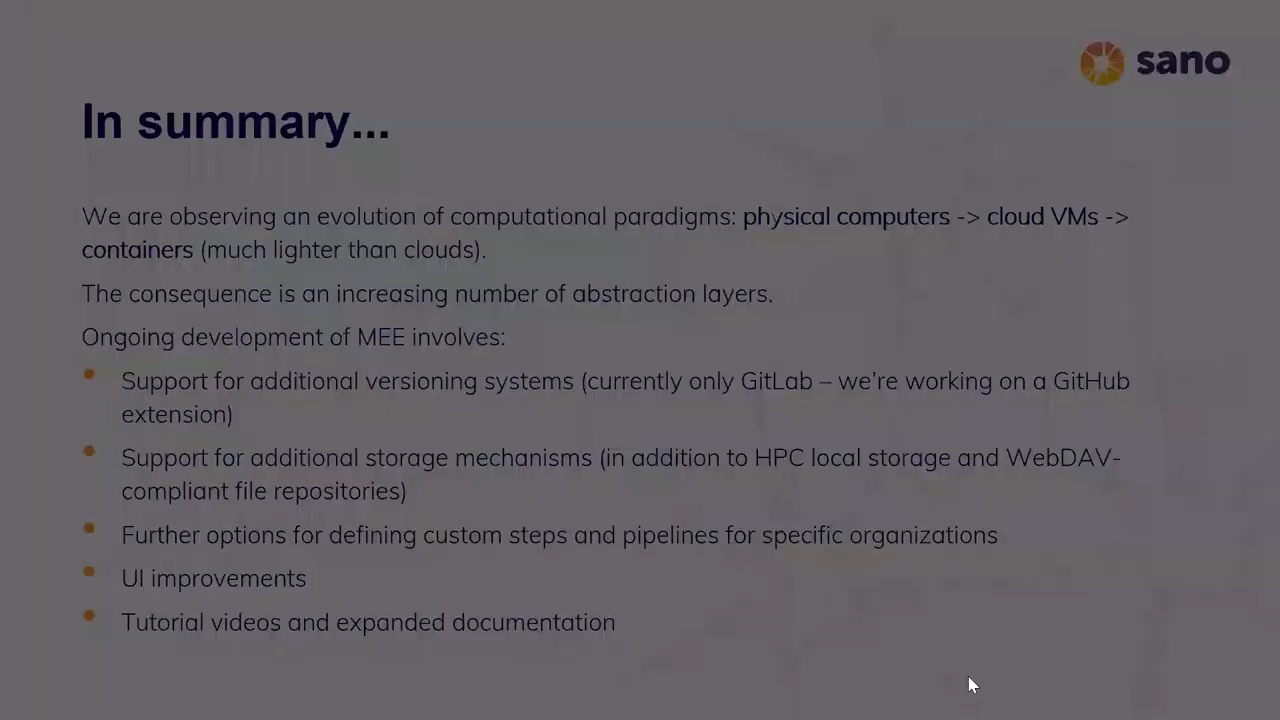 sano
In summary...
We are observing an evolution of computational paradigms: physical computers -> cloud VMs ->
containers (much lighter than clouds).
The consequence is an increasing number of abstraction layers.
Ongoing development of MEE involves:
• Support for additional versioning systems (currently only GitLab – we’re working on a GitHub
extension)
• Support for additional storage mechanisms (in addition to HPC local storage and WebDAV-
compliant file repositories)
• Further options for defining custom steps and pipelines for specific organizations
• UI improvements
• Tutorial videos and expanded documentation